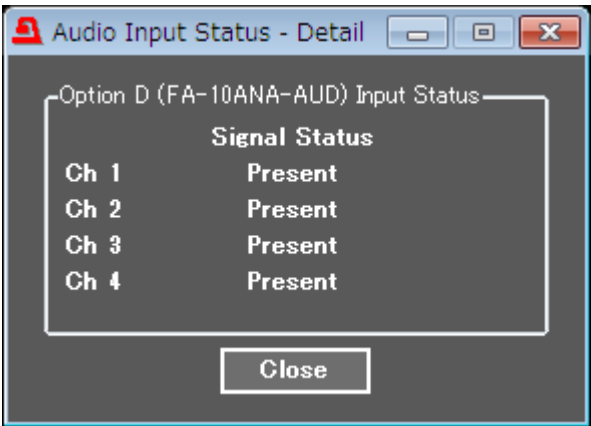 Audio Input Status - Detail
Option D (FA-10ANA-AUD) Input Status
Signal Status
Ch 1 Present
Ch 2 Present
Ch 3 Present
Ch 4 Present
Close